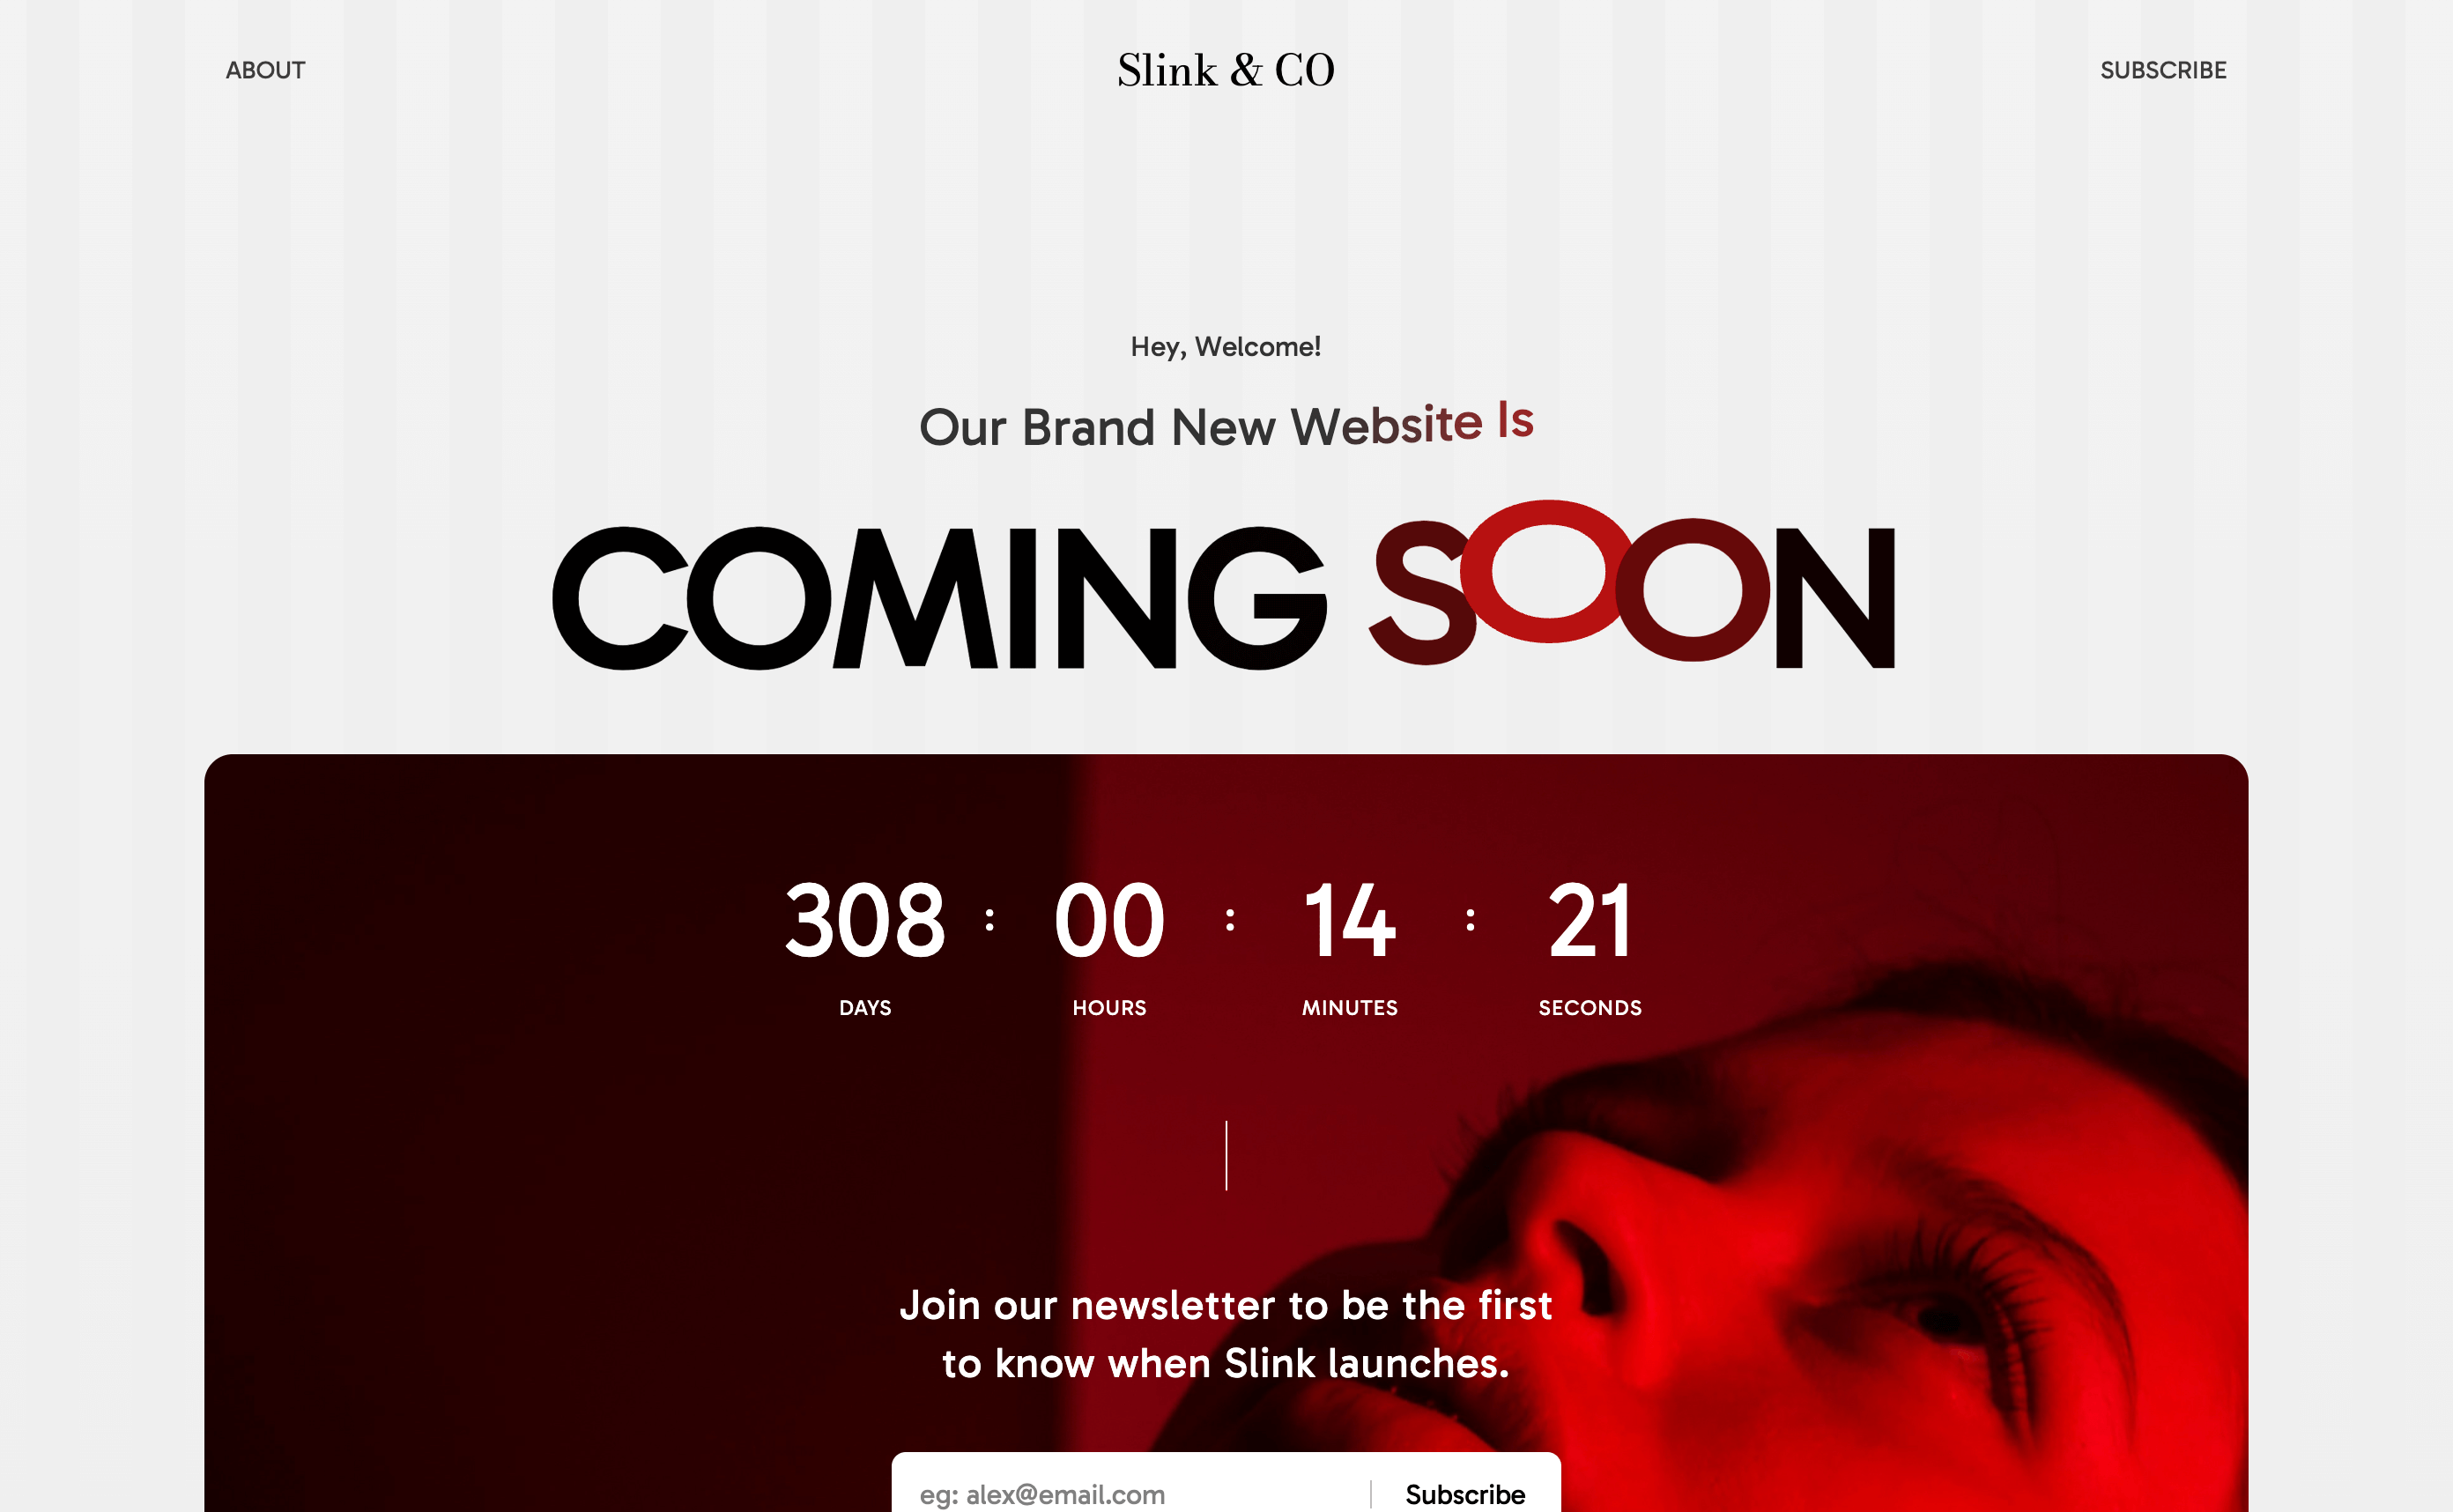 ABOUT
Slink & CO
SUBSCRIBE
Hey, Welcome!
Our Brand New Website Is
COMING SOON
308 : 00 : 14 : 21
DAYS HOURS MINUTES SECONDS
Join our newsletter to be the first
to know when Slink launches.
eg: alex@email.com
Subscribe